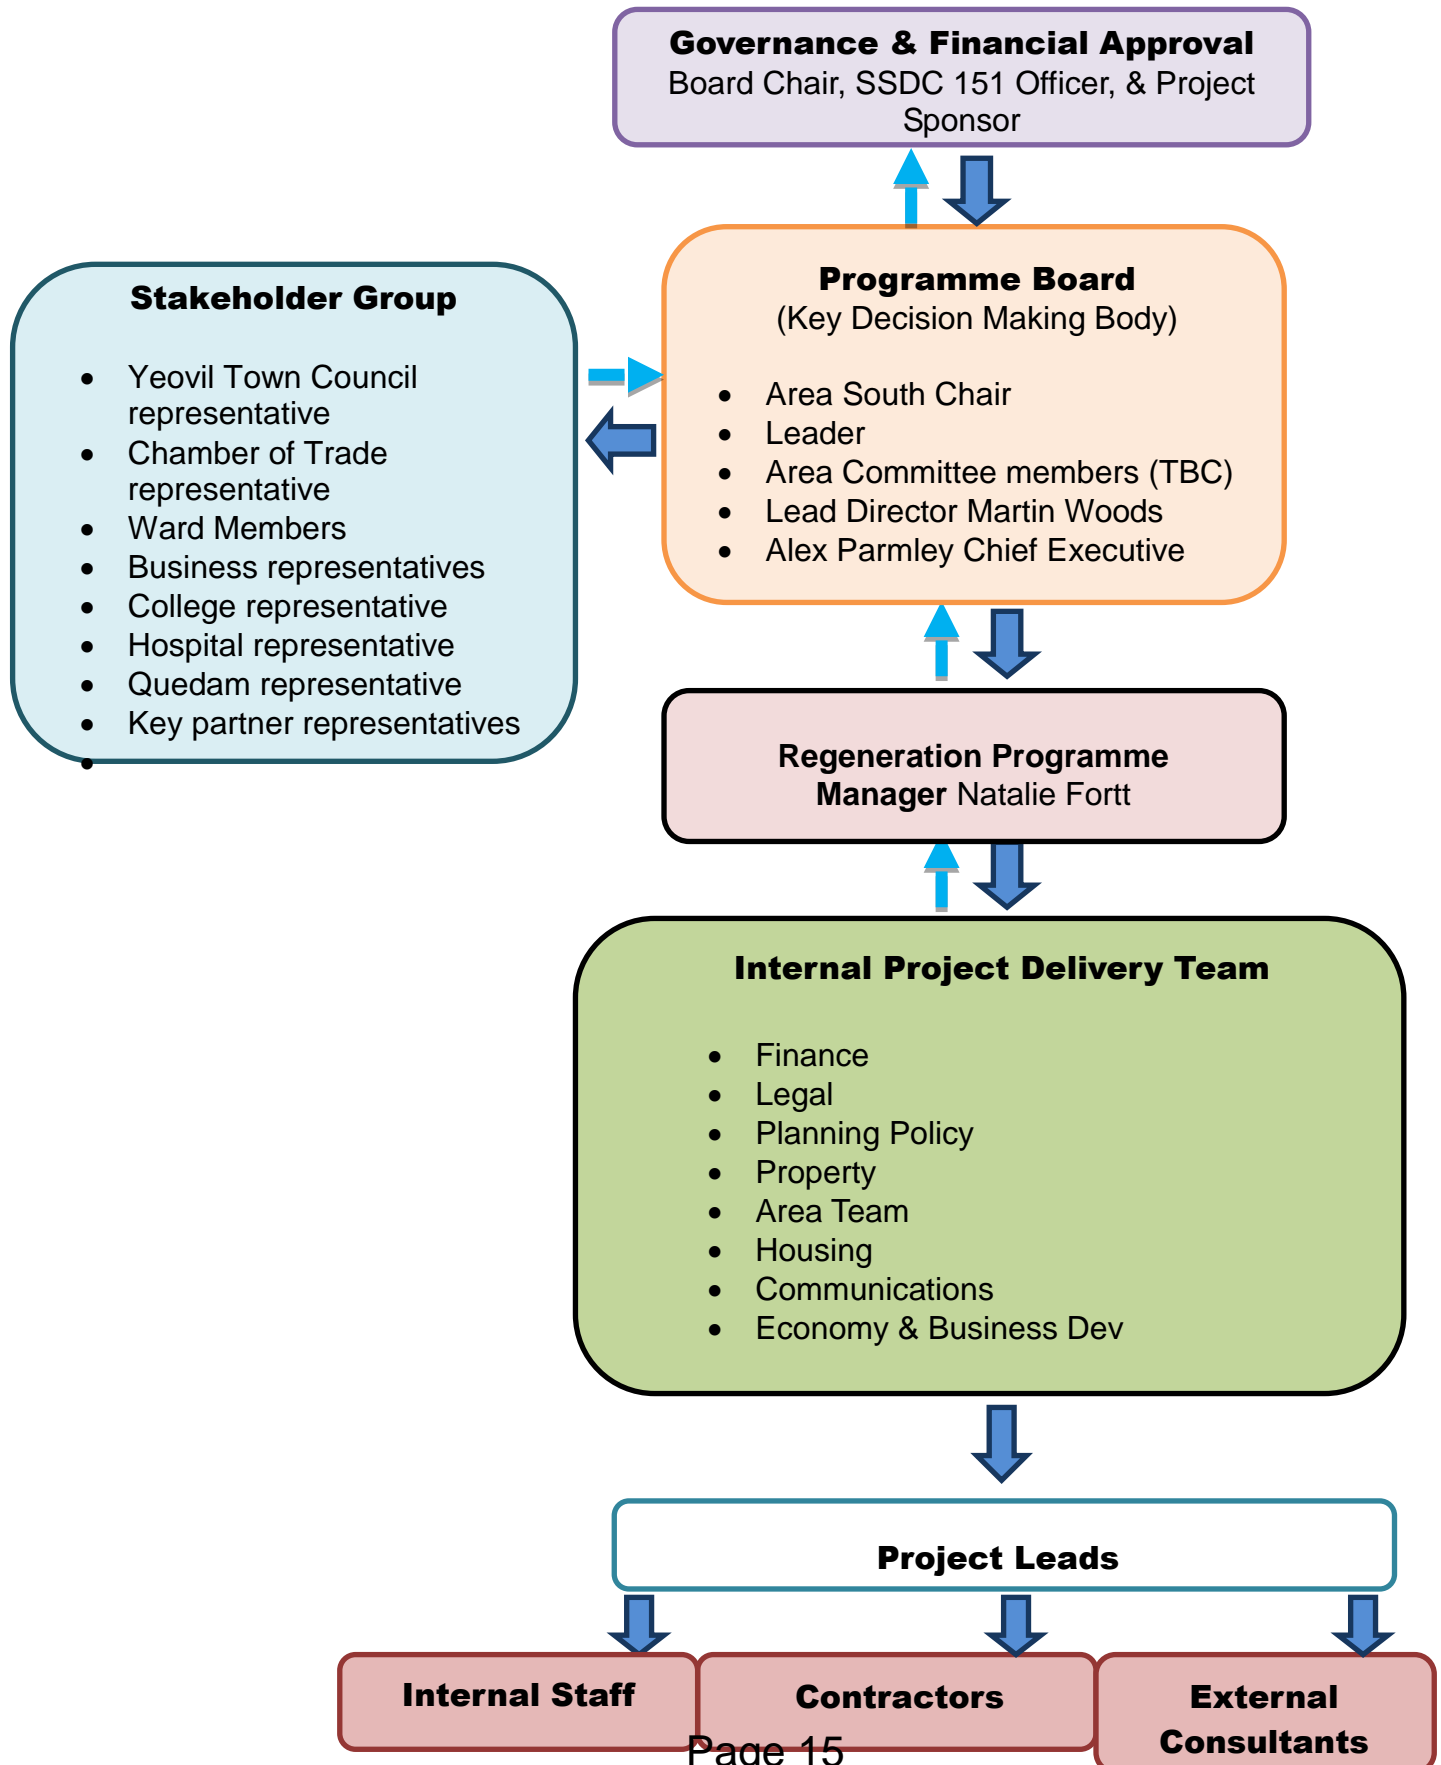 Governance & Financial Approval
Board Chair, SSDC 151 Officer, & Project
Sponsor
Stakeholder Group
• Yeovil Town Council
representative
• Chamber of Trade
representative
• Ward Members
• Business representatives
• College representative
• Hospital representative
• Quedam representative
• Key partner representatives
•
Programme Board
(Key Decision Making Body)
• Area South Chair
• Leader
• Area Committee members (TBC)
• Lead Director Martin Woods
• Alex Parmley Chief Executive
Regeneration Programme
Manager Natalie Fortt
Internal Project Delivery Team
• Finance
• Legal
• Planning Policy
• Property
• Area Team
• Housing
• Communications
• Economy & Business Dev
Project Leads
Internal Staff
Contractors
External
Consultants
Page 15